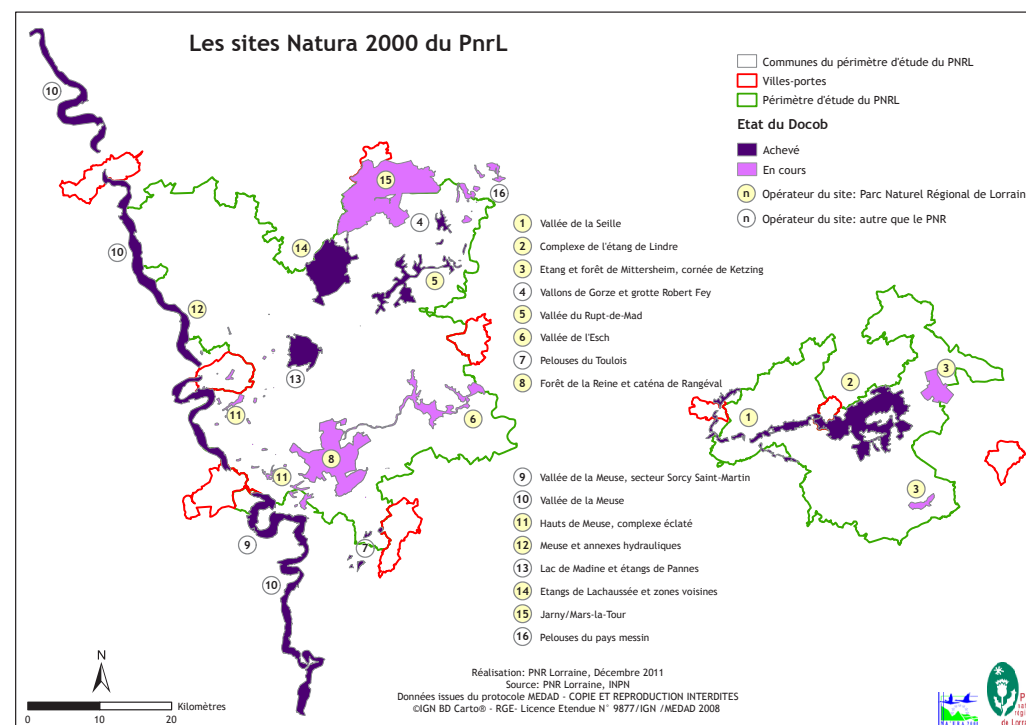 Les sites Natura 2000 du PnrL
Communes du périmètre d'étude du PNRL
Villes-portes
Périmètre d'étude du PNRL
Etat du Docob
Achevé
En cours
n Opérateur du site: Parc Naturel Régional de Lorraine
n Opérateur du site: autre que le PNR
10
15
16
4
14
10
5
12
13
11
6
8
11
9
7
10
1 Vallée de la Seille
2 Complexe de l'étang de Lindre
3 Etang et forêt de Mittersheim, cornée de Ketzing
4 Vallons de Gorze et grotte Robert Fey
5 Vallée du Rupt-de-Mad
6 Vallée de l'Esch
7 Pelouses du Toulois
8 Forêt de la Reine et caténa de Rangéval
9 Vallée de la Meuse, secteur Sorcy Saint-Martin
10 Vallée de la Meuse
11 Hauts de Meuse, complexe éclaté
12 Meuse et annexes hydrauliques
13 Lac de Madine et étangs de Pannes
14 Etangs de Lachaussée et zones voisines
15 Jarny/Mars-la-Tour
16 Pelouses du pays messin
3
2
1
3
N
0 10 20 Kilomètres
Réalisation: PNR Lorraine, Décembre 2011
Source: PNR Lorraine, INPN
Données issues du protocole MEDAD - COPIE ET REPRODUCTION INTERDITES
©IGN BD Carto® - RGE- Licence Etendue N° 9877/IGN /MEDAD 2008